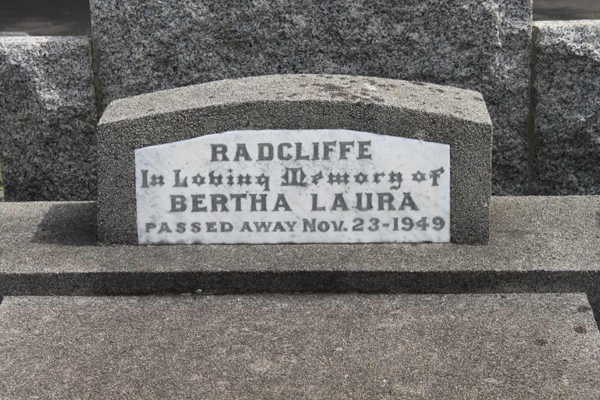 RADCLIFFE
In Loving Memory of
BERTHA LAURA
PASSED AWAY NOV. 23-1949